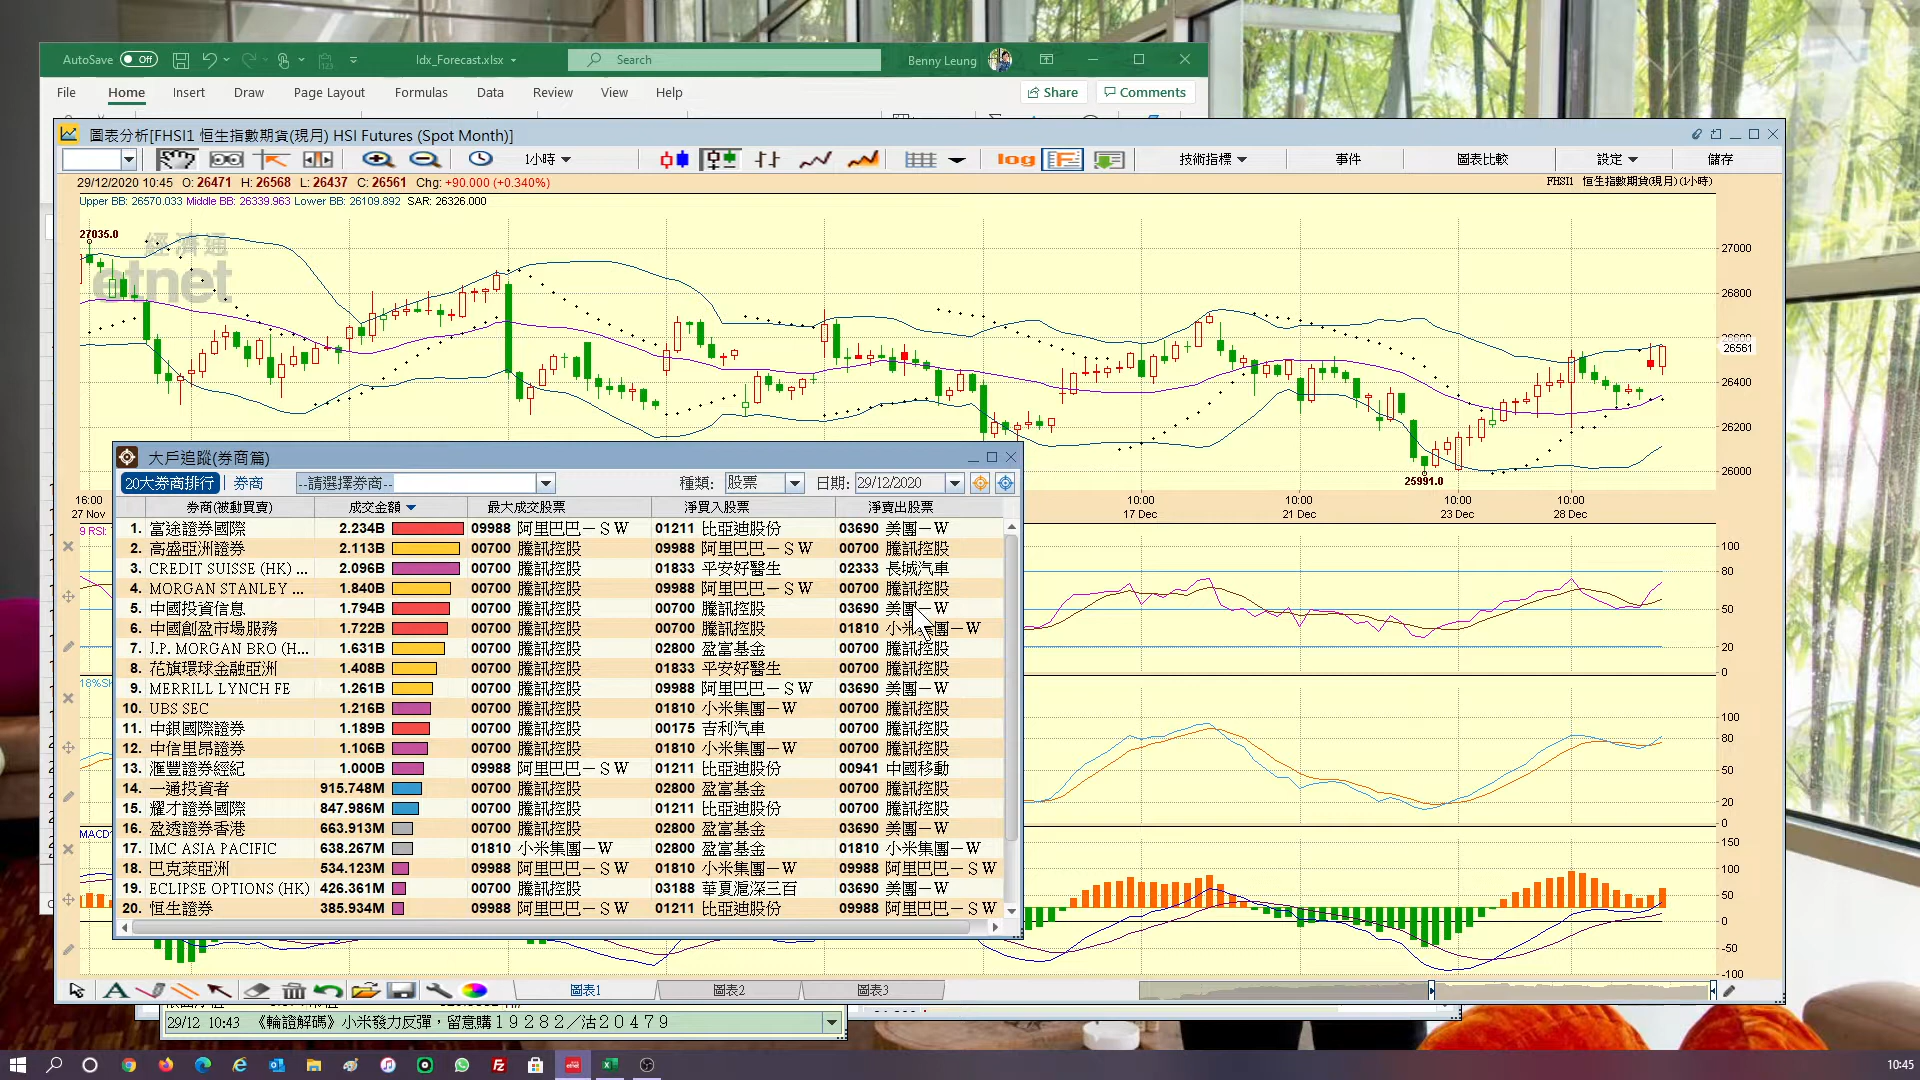 AutoSave Off Idx_Forecast.xlsx Search Benny Leung
File Home Insert Draw Page Layout Formulas Data Review View Help Share Comments
圖表分析[FHSI1 恒生指數期貨(現月) HSI Futures (Spot Month)]
1小時 log 技術指標 事件 圖表比較 設定 儲存
29/12/2020 10:45 O: 26471 H: 26568 L: 26437 C: 26561 Chg: +90.000 (+0.340%) FHSI1 恒生指數期貨(現月)(1小時)
Upper BB: 26570.033 Middle BB: 26339.963 Lower BB: 26109.892 SAR: 26326.000
27035.0
經濟通
etnet
27000
26800
26561
26400
26200
26000
25991.0
16:00 10:00 10:00 10:00 10:00
27 Nov 17 Dec 21 Dec 23 Dec 28 Dec
9 RSI:
100
80
50
20
0
100
80
50
20
0
MACD
150
100
50
0
-50
-100
大戶追蹤(券商篇)
20大券商排行 券商 --請選擇券商-- 種類: 股票 日期: 29/12/2020
券商(被動買賣) 成交金額 最大成交股票 淨買入股票 淨賣出股票
1. 富途證券國際 2.234B 09988 阿里巴巴－ＳＷ 01211 比亞迪股份 03690 美團－W
2. 高盛亞洲證券 2.113B 00700 騰訊控股 09988 阿里巴巴－ＳＷ 00700 騰訊控股
3. CREDIT SUISSE (HK) ... 2.096B 00700 騰訊控股 01833 平安好醫生 02333 長城汽車
4. MORGAN STANLEY ... 1.840B 00700 騰訊控股 09988 阿里巴巴－ＳＷ 00700 騰訊控股
5. 中國投資信息 1.794B 00700 騰訊控股 00700 騰訊控股 03690 美團－W
6. 中國創盈市場服務 1.722B 00700 騰訊控股 00700 騰訊控股 01810 小米集團－W
7. J.P. MORGAN BRO (H... 1.631B 00700 騰訊控股 02800 盈富基金 00700 騰訊控股
8. 花旗環球金融亞洲 1.408B 00700 騰訊控股 01833 平安好醫生 00700 騰訊控股
9. MERRILL LYNCH FE 1.261B 00700 騰訊控股 09988 阿里巴巴－ＳＷ 03690 美團－W
10. UBS SEC 1.216B 00700 騰訊控股 01810 小米集團－W 00700 騰訊控股
11. 中銀國際證券 1.189B 00700 騰訊控股 00175 吉利汽車 00700 騰訊控股
12. 中信里昂證券 1.106B 00700 騰訊控股 01810 小米集團－W 00700 騰訊控股
13. 滙豐證券經紀 1.000B 09988 阿里巴巴－ＳＷ 01211 比亞迪股份 00941 中國移動
14. 一通投資者 915.748M 00700 騰訊控股 02800 盈富基金 00700 騰訊控股
15. 耀才證券國際 847.986M 00700 騰訊控股 01211 比亞迪股份 00700 騰訊控股
16. 盈透證券香港 663.913M 00700 騰訊控股 02800 盈富基金 03690 美團－W
17. IMC ASIA PACIFIC 638.267M 01810 小米集團－W 02800 盈富基金 01810 小米集團－W
18. 巴克萊亞洲 534.123M 09988 阿里巴巴－ＳＷ 01810 小米集團－W 09988 阿里巴巴－ＳＷ
19. ECLIPSE OPTIONS (HK) 426.361M 00700 騰訊控股 03188 華夏滬深三百 03690 美團－W
20. 恒生證券 385.934M 09988 阿里巴巴－ＳＷ 01211 比亞迪股份 09988 阿里巴巴－ＳＷ
圖表1 圖表2 圖表3
29/12 10:43 《輪證解碼》小米發力反彈，留意購１９２８２／沽２０４７９
10:45